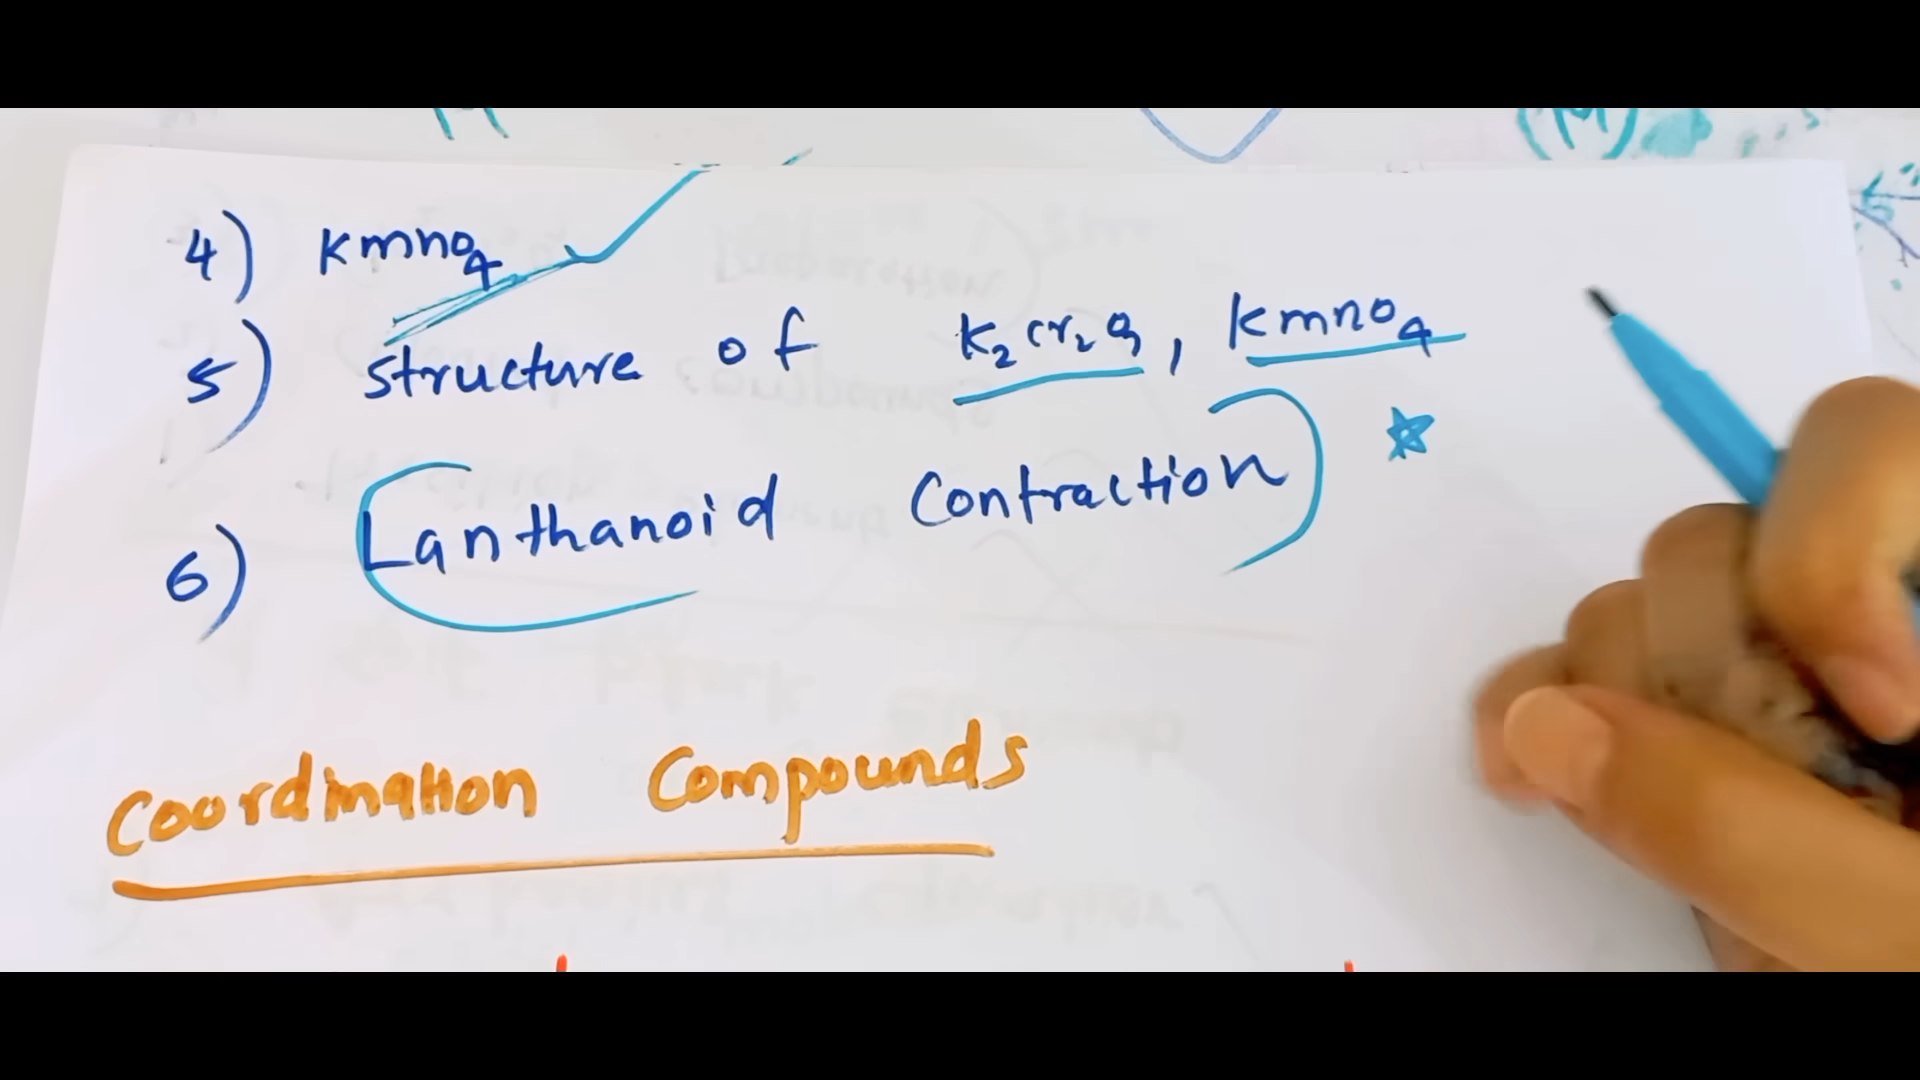 4) kmno4
5) structure of k2cr2O7, kmno4
6) Lanthanoid Contraction
Coordination Compounds